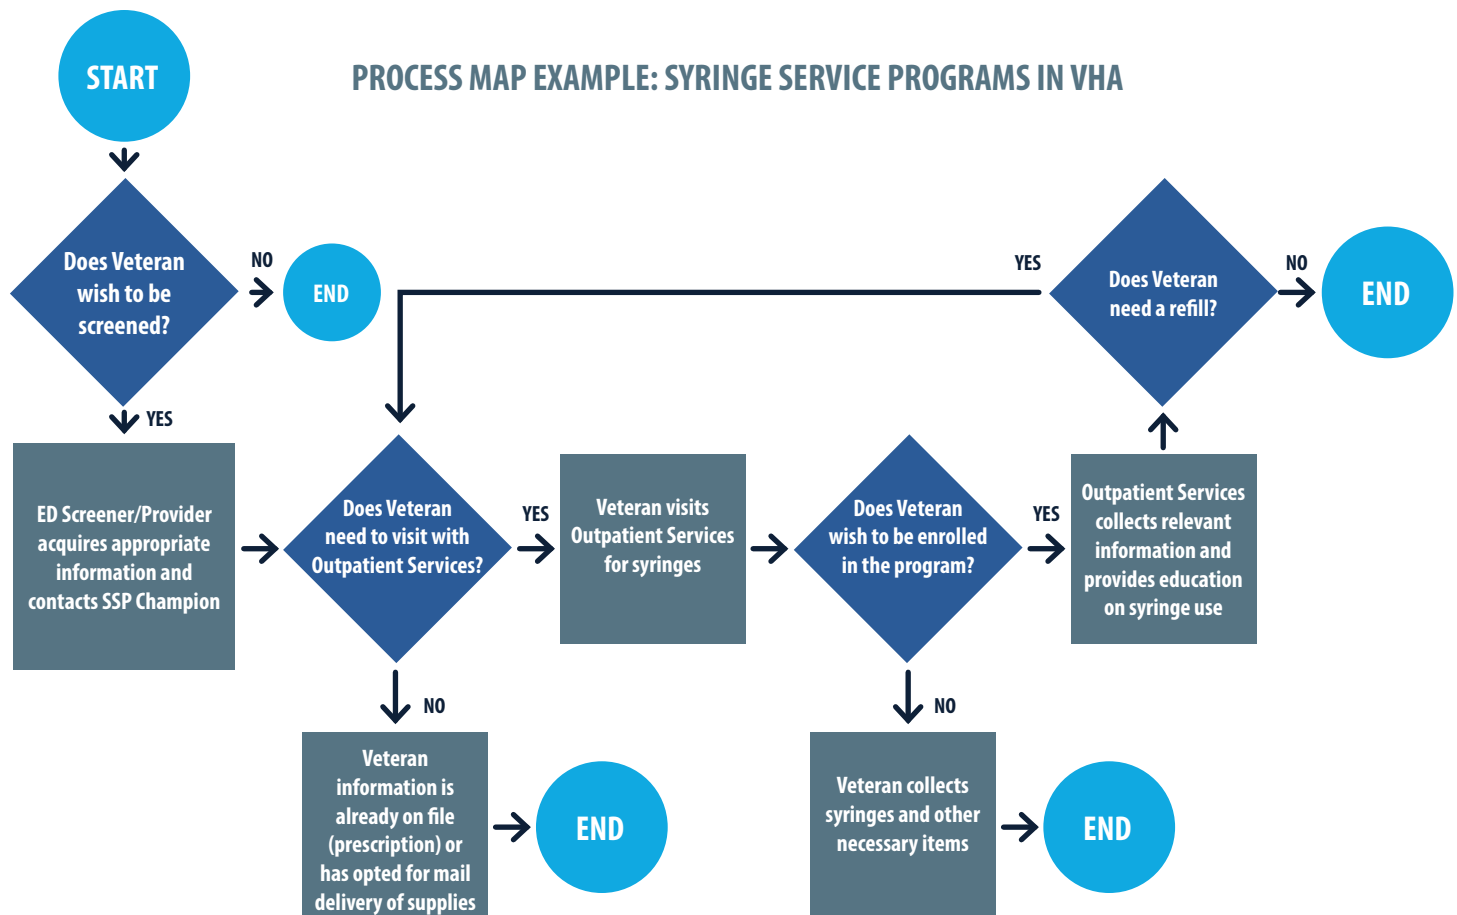 START
PROCESS MAP EXAMPLE: SYRINGE SERVICE PROGRAMS IN VHA
Does Veteran
wish to be
screened?
NO
END
YES
ED Screener/Provider
acquires appropriate
information and
contacts SSP Champion
Does Veteran
need to visit with
Outpatient Services?
YES
Veteran visits
Outpatient Services
for syringes
Does Veteran
wish to be enrolled
in the program?
YES
Outpatient Services
collects relevant
information and
provides education
on syringe use
Does Veteran
need a refill?
YES
NO
END
NO
Veteran
information is
already on file
(prescription) or
has opted for mail
delivery of supplies
END
NO
Veteran collects
syringes and other
necessary items
END